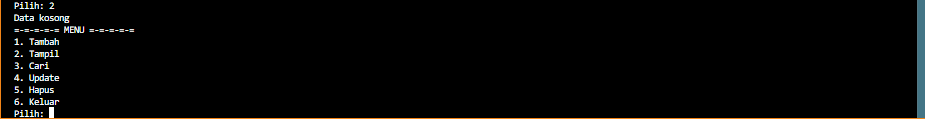 Pilih: 2
Data kosong
=-=-=-=-= MENU =-=-=-=-=
1. Tambah
2. Tampil
3. Cari
4. Update
5. Hapus
6. Keluar
Pilih: